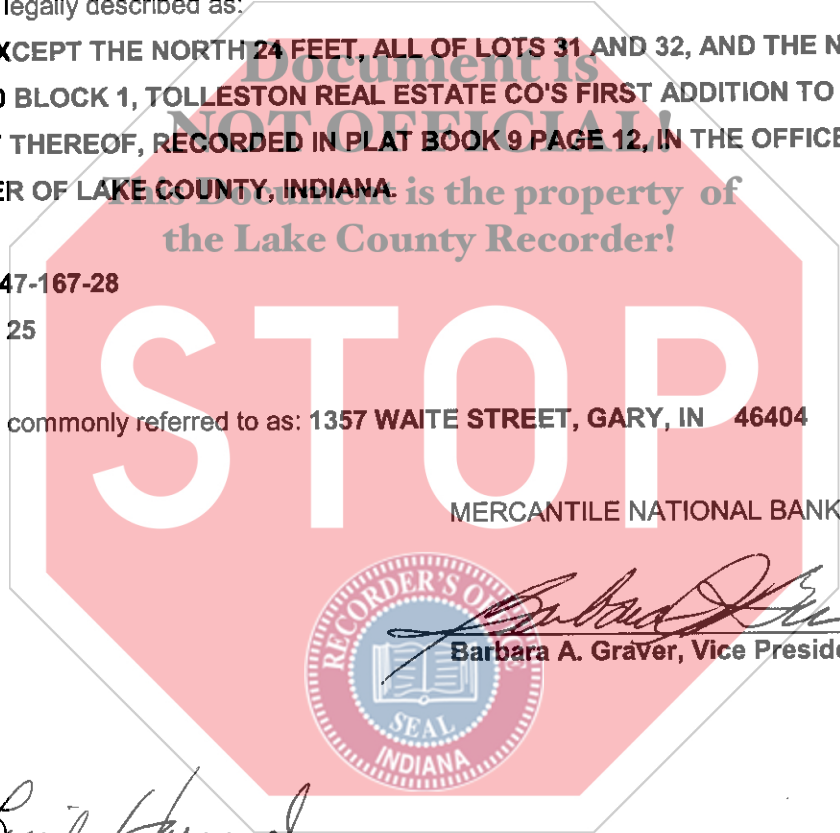 legally described as:
XCEPT THE NORTH 24 FEET, ALL OF LOTS 31 AND 32, AND THE N
Document is
0 BLOCK 1, TOLLESTON REAL ESTATE CO'S FIRST ADDITION TO
NOT OFFICIAL!
THEREOF, RECORDED IN PLAT BOOK 9 PAGE 12, IN THE OFFICE
ER OF LAKE COUNTY, INDIANA.
This Document is the property of
the Lake County Recorder!
47-167-28
25
commonly referred to as: 1357 WAITE STREET, GARY, IN 46404
STOP
MERCANTILE NATIONAL BANK
RECORDER'S OFFICE
Barbara A. Graver, Vice Preside
SEAL
INDIANA